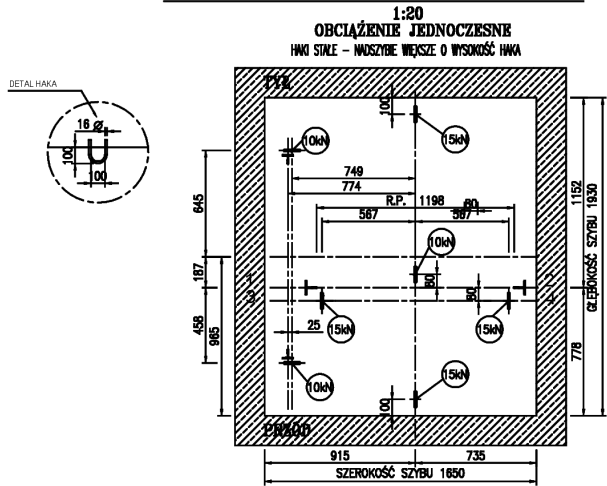 1:20
OBCIĄŻENIE JEDNOCZESNE
HAKI STAŁE – NADSZYBIE WIĘKSZE O WYSOKOŚĆ HAKA
TYŁ
DETAL HAKA
16 Ø
100
100
100
10kN
15kN
749
774
R.P. 1198
80
567
567
645
1152
GŁĘBOKOŚĆ SZYBU 1930
10kN
187
80
80
458
965
25
15kN
15kN
778
10kN
15kN
100
PRZÓD
915
735
SZEROKOŚĆ SZYBU 1650